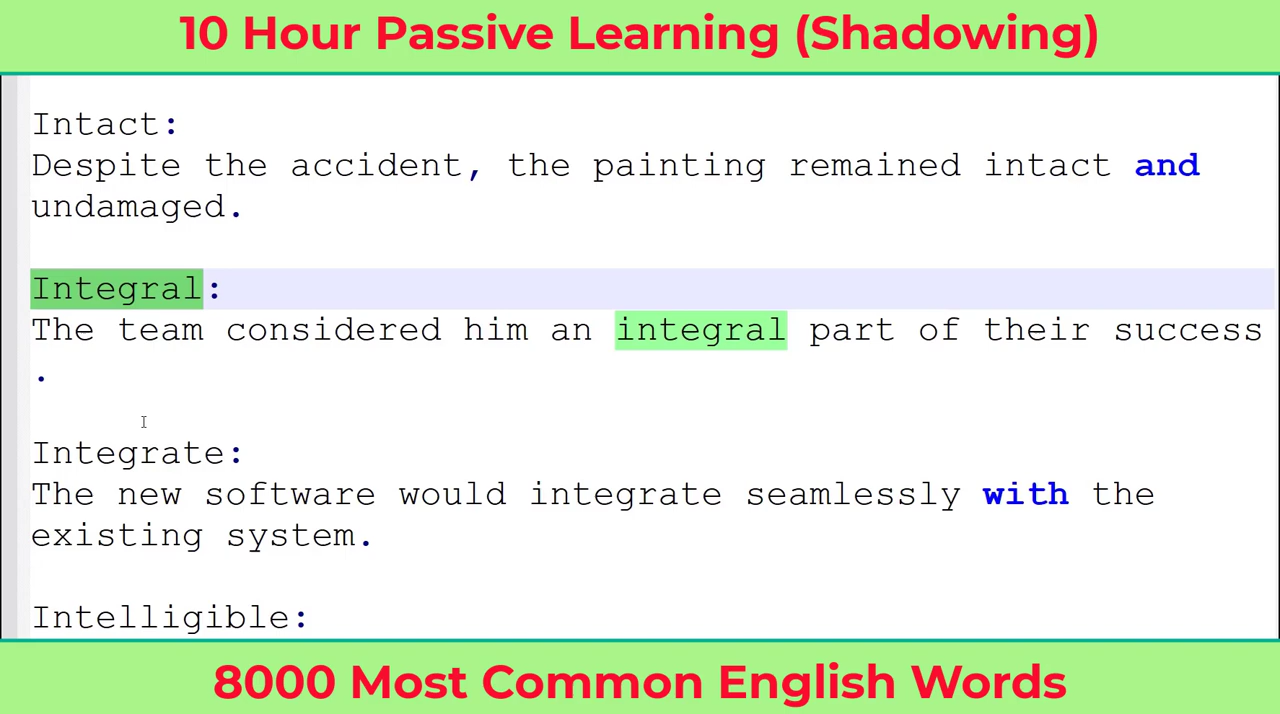 10 Hour Passive Learning (Shadowing)
Intact:
Despite the accident, the painting remained intact and
undamaged.
Integral:
The team considered him an integral part of their success
.
Integrate:
The new software would integrate seamlessly with the
existing system.
Intelligible:
8000 Most Common English Words